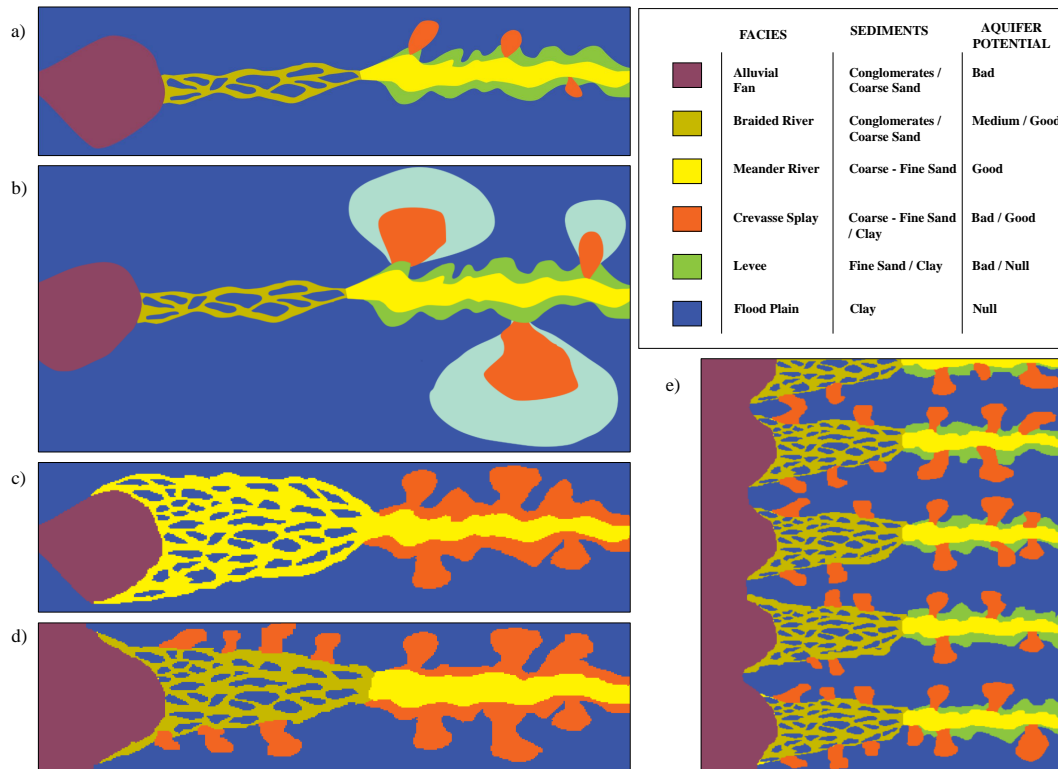 a)
b)
c)
d)
e)
FACIES SEDIMENTS AQUIFER
POTENTIAL
Alluvial
Fan
Conglomerates /
Coarse Sand
Bad
Braided River
Conglomerates /
Coarse Sand
Medium / Good
Meander River
Coarse - Fine Sand
Good
Crevasse Splay
Coarse - Fine Sand
/ Clay
Bad / Good
Levee
Fine Sand / Clay
Bad / Null
Flood Plain
Clay
Null